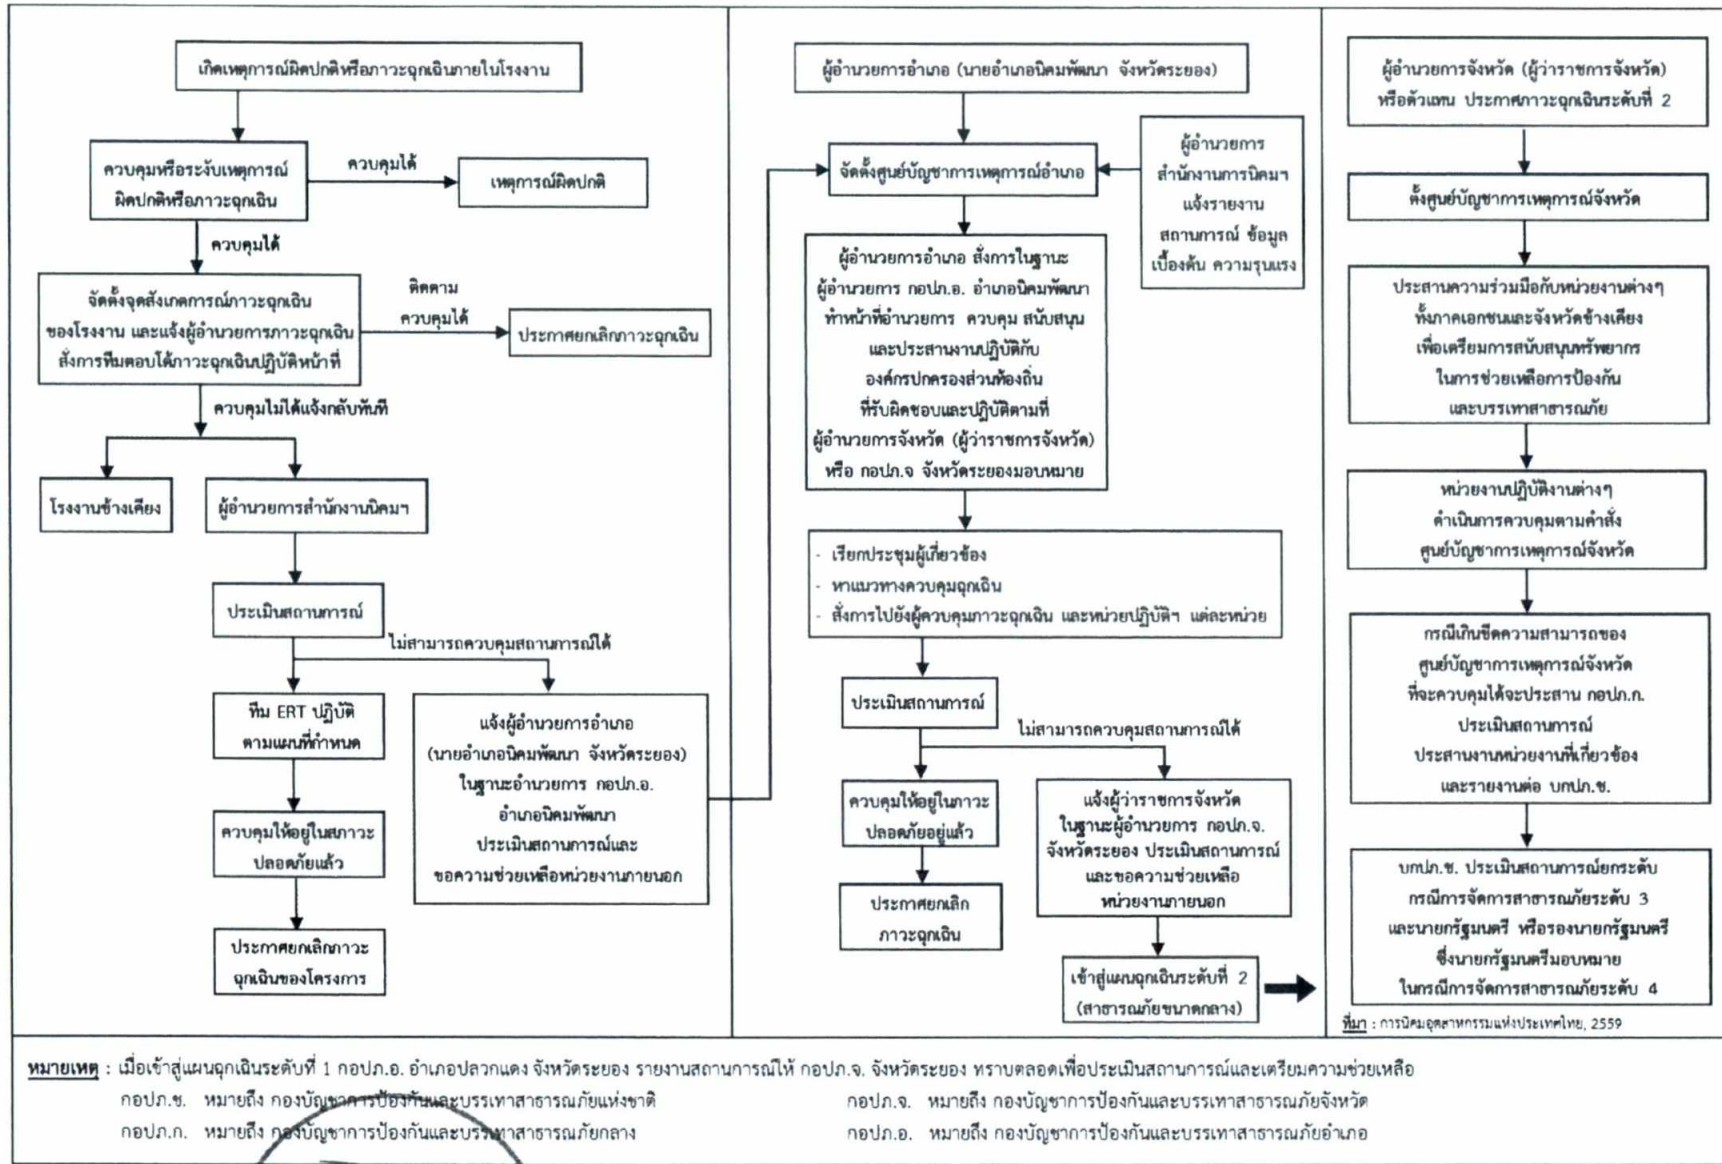 เกิดเหตุการณ์ผิดปกติหรือภาวะฉุกเฉินภายในโรงงาน
ควบคุมหรือระงับเหตุการณ์
ผิดปกติหรือภาวะฉุกเฉิน
ควบคุมได้
เหตุการณ์ผิดปกติ
ควบคุมได้
จัดตั้งจุดสังเกตการณ์ภาวะฉุกเฉิน
ของโรงงาน และแจ้งผู้อำนวยการภาวะฉุกเฉิน
สั่งการทีมตอบโต้ภาวะฉุกเฉินปฏิบัติหน้าที่
ติดตาม
ควบคุมได้
ประกาศยกเลิกภาวะฉุกเฉิน
ควบคุมไม่ได้แจ้งกลับทันที
โรงงานข้างเคียง
ผู้อำนวยการสำนักงานนิคมฯ
ประเมินสถานการณ์
ไม่สามารถควบคุมสถานการณ์ได้
ทีม ERT ปฏิบัติ
ตามแผนที่กำหนด
ควบคุมให้อยู่ในสภาวะ
ปลอดภัยแล้ว
ประกาศยกเลิกภาวะ
ฉุกเฉินของโครงการ
แจ้งผู้อำนวยการอำเภอ
(นายอำเภอนิคมพัฒนา จังหวัดระยอง)
ในฐานะอำนวยการ กอปภ.อ.
อำเภอนิคมพัฒนา
ประเมินสถานการณ์และ
ขอความช่วยเหลือหน่วยงานภายนอก
ผู้อำนวยการอำเภอ (นายอำเภอนิคมพัฒนา จังหวัดระยอง)
จัดตั้งศูนย์บัญชาการเหตุการณ์อำเภอ
ผู้อำนวยการ
สำนักงานการนิคมฯ
แจ้งรายงาน
สถานการณ์ ข้อมูล
เบื้องต้น ความรุนแรง
ผู้อำนวยการอำเภอ สั่งการในฐานะ
ผู้อำนวยการ กอปภ.อ. อำเภอนิคมพัฒนา
ทำหน้าที่อำนวยการ ควบคุม สนับสนุน
และประสานงานปฏิบัติกับ
องค์กรปกครองส่วนท้องถิ่น
ที่รับผิดชอบและปฏิบัติตามที่
ผู้อำนวยการจังหวัด (ผู้ว่าราชการจังหวัด)
หรือ กอปภ.จ จังหวัดระยองมอบหมาย
- เรียกประชุมผู้เกี่ยวข้อง
- หาแนวทางควบคุมฉุกเฉิน
- สั่งการไปยังผู้ควบคุมภาวะฉุกเฉิน และหน่วยปฏิบัติฯ แต่ละหน่วย
ประเมินสถานการณ์
ไม่สามารถควบคุมสถานการณ์ได้
ควบคุมให้อยู่ในภาวะ
ปลอดภัยอยู่แล้ว
ประกาศยกเลิก
ภาวะฉุกเฉิน
แจ้งผู้ว่าราชการจังหวัด
ในฐานะผู้อำนวยการ กอปภ.จ.
จังหวัดระยอง ประเมินสถานการณ์
และขอความช่วยเหลือ
หน่วยงานภายนอก
เข้าสู่แผนฉุกเฉินระดับที่ 2
(สาธารณภัยขนาดกลาง)
ผู้อำนวยการจังหวัด (ผู้ว่าราชการจังหวัด)
หรือตัวแทน ประกาศภาวะฉุกเฉินระดับที่ 2
ตั้งศูนย์บัญชาการเหตุการณ์จังหวัด
ประสานความร่วมมือกับหน่วยงานต่างๆ
ทั้งภาคเอกชนและจังหวัดข้างเคียง
เพื่อเตรียมการสนับสนุนทรัพยากร
ในการช่วยเหลือการป้องกัน
และบรรเทาสาธารณภัย
หน่วยงานปฏิบัติงานต่างๆ
ดำเนินการควบคุมตามคำสั่ง
ศูนย์บัญชาการเหตุการณ์จังหวัด
กรณีเกินขีดความสามารถของ
ศูนย์บัญชาการเหตุการณ์จังหวัด
ที่จะควบคุมได้จะประสาน กอปภ.ก.
ประเมินสถานการณ์
ประสานงานหน่วยงานที่เกี่ยวข้อง
และรายงานต่อ บกปภ.ช.
บกปภ.ช. ประเมินสถานการณ์ยกระดับ
กรณีการจัดการสาธารณภัยระดับ 3
และนายกรัฐมนตรี หรือรองนายกรัฐมนตรี
ซึ่งนายกรัฐมนตรีมอบหมาย
ในกรณีการจัดการสาธารณภัยระดับ 4
ที่มา : การนิคมอุตสาหกรรมแห่งประเทศไทย, 2559
หมายเหตุ : เมื่อเข้าสู่แผนฉุกเฉินระดับที่ 1 กอปภ.อ. อำเภอปลวกแดง จังหวัดระยอง รายงานสถานการณ์ให้ กอปภ.จ. จังหวัดระยอง ทราบตลอดเพื่อประเมินสถานการณ์และเตรียมความช่วยเหลือ
กอปภ.ช. หมายถึง กองบัญชาการป้องกันและบรรเทาสาธารณภัยแห่งชาติ
กอปภ.จ. หมายถึง กองบัญชาการป้องกันและบรรเทาสาธารณภัยจังหวัด
กอปภ.ก. หมายถึง กองบัญชาการป้องกันและบรรเทาสาธารณภัยกลาง
กอปภ.อ. หมายถึง กองบัญชาการป้องกันและบรรเทาสาธารณภัยอำเภอ